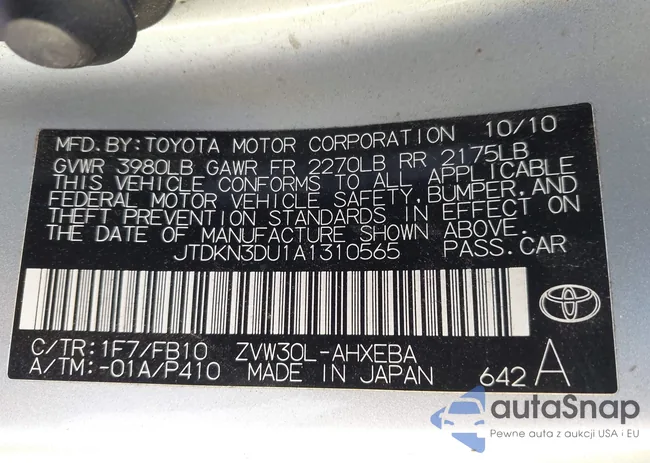 MFD. BY: TOYOTA MOTOR CORPORATION 10/10
GVWR 3980LB GAWR FR 2270LB RR 2175LB
THIS VEHICLE CONFORMS TO ALL APPLICABLE
FEDERAL MOTOR VEHICLE SAFETY, BUMPER, AND
THEFT PREVENTION STANDARDS IN EFFECT ON
THE DATE OF MANUFACTURE SHOWN ABOVE.
JTDKN3DU1A1310565 PASS. CAR
C/TR: 1F7/FB10 ZVW30L-AHXEBA
A/TM: -01A/P410 MADE IN JAPAN 642 A
autaSnap
Pewne auta z aukcji USA i EU